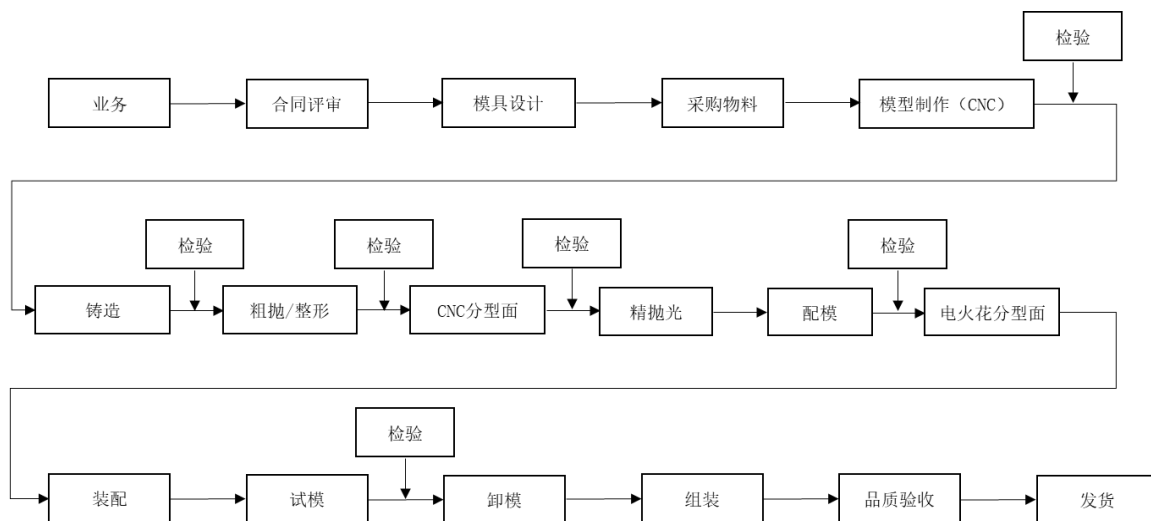 检验
业务
合同评审
模具设计
采购物料
模型制作（CNC）
检验
检验
检验
检验
铸造
粗抛/整形
CNC分型面
精抛光
配模
电火花分型面
检验
装配
试模
卸模
组装
品质验收
发货